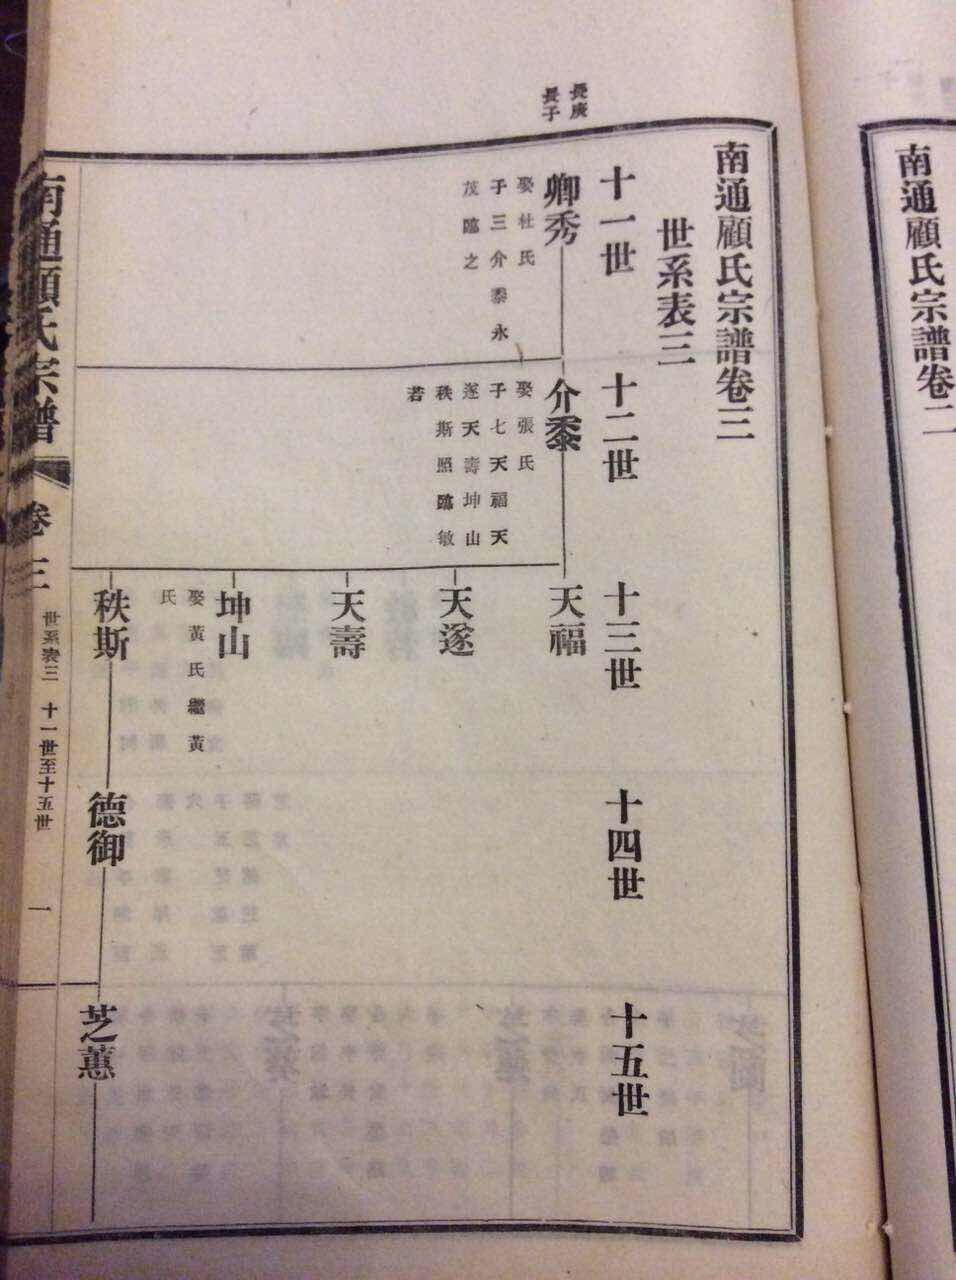 南通顧氏宗譜卷二
南通顧氏宗譜卷三
世系表三
十一世
十二世
十三世
十四世
十五世
長庚
長子
卿秀
娶杜氏
子三介黍永
茂臨之
介黍
娶張氏
子七天福天
遂天壽坤山
秩斯照臨敏
若
天福
天遂
天壽
坤山
娶黃氏繼黃
氏
秩斯
德御
芝蕙
南通顧氏宗譜
卷三
世系表三 十一世至十五世
一